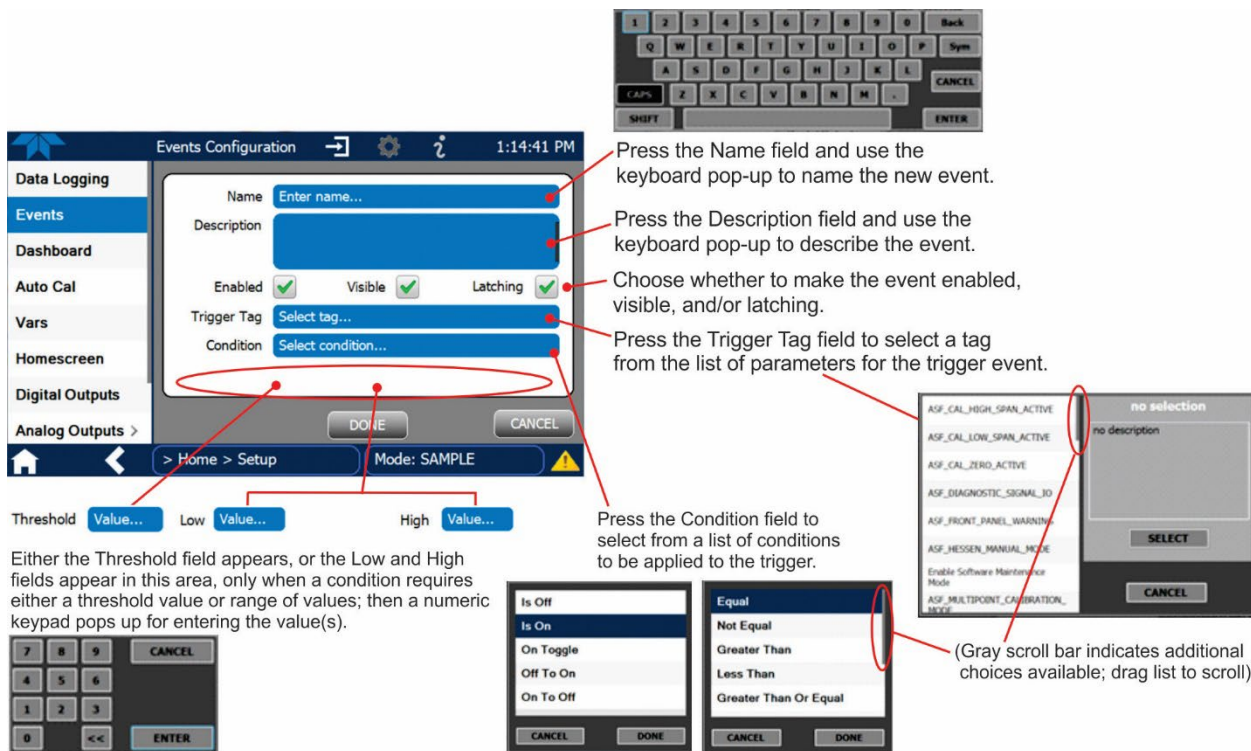 1 2 3 4 5 6 7 8 9 0 Back
Q W E R T Y U I O P Sym
A S D F G H J K L CANCEL
CAPS Z X C V B N M .
SHIFT ENTER
Events Configuration 1:14:41 PM
Data Logging
Events
Dashboard
Auto Cal
Vars
Homescreen
Digital Outputs
Analog Outputs >
Name Enter name...
Description
Enabled Visible Latching
Trigger Tag Select tag...
Condition Select condition...
DONE CANCEL
> Home > Setup Mode: SAMPLE
Press the Name field and use the
keyboard pop-up to name the new event.
Press the Description field and use the
keyboard pop-up to describe the event.
Choose whether to make the event enabled,
visible, and/or latching.
Press the Trigger Tag field to select a tag
from the list of parameters for the trigger event.
ASF_CAL_HIGH_SPAN_ACTIVE
ASF_CAL_LOW_SPAN_ACTIVE
ASF_CAL_ZERO_ACTIVE
ASF_DIAGNOSTIC_SIGNAL_IO
ASF_FRONT_PANEL_WARNING
ASF_HESSEN_MANUAL_MODE
Enable Software Maintenance
Mode
ASF_MULTIPOINT_CALIBRATION_
MODE
no selection
no description
SELECT
CANCEL
Threshold Value... Low Value... High Value...
Either the Threshold field appears, or the Low and High
fields appear in this area, only when a condition requires
either a threshold value or range of values; then a numeric
keypad pops up for entering the value(s).
7 8 9 CANCEL
4 5 6
1 2 3
0 << ENTER
Press the Condition field to
select from a list of conditions
to be applied to the trigger.
Is Off
Is On
On Toggle
Off To On
On To Off
CANCEL DONE
Equal
Not Equal
Greater Than
Less Than
Greater Than Or Equal
CANCEL DONE
(Gray scroll bar indicates additional
choices available; drag list to scroll)